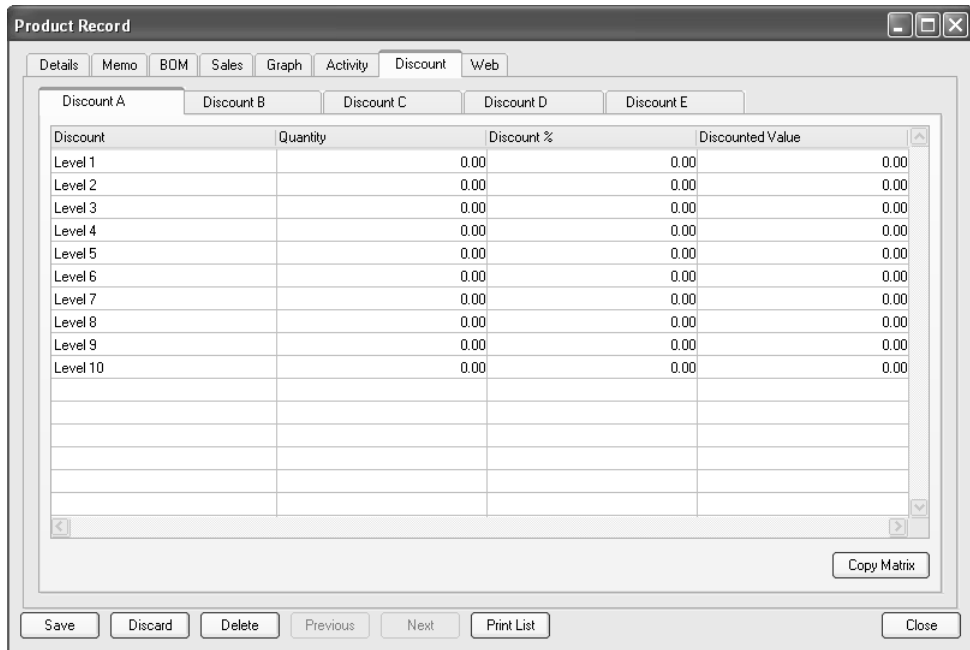 Product Record
Details Memo BOM Sales Graph Activity Discount Web
Discount A Discount B Discount C Discount D Discount E
Discount Quantity Discount % Discounted Value
Level 1 0.00 0.00 0.00
Level 2 0.00 0.00 0.00
Level 3 0.00 0.00 0.00
Level 4 0.00 0.00 0.00
Level 5 0.00 0.00 0.00
Level 6 0.00 0.00 0.00
Level 7 0.00 0.00 0.00
Level 8 0.00 0.00 0.00
Level 9 0.00 0.00 0.00
Level 10 0.00 0.00 0.00
Copy Matrix
Save Discard Delete Previous Next Print List Close